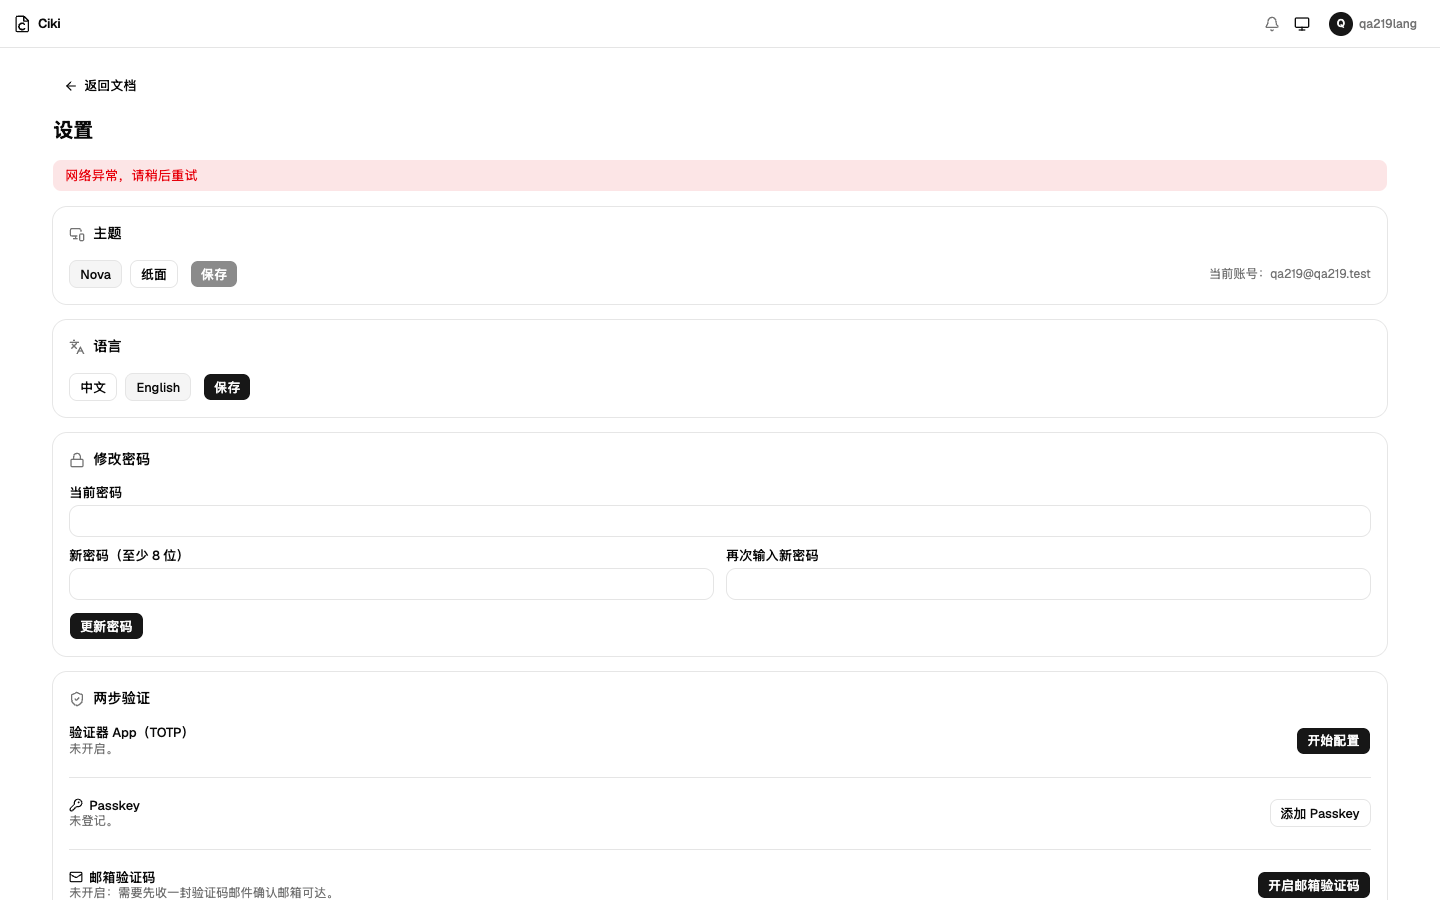 Ciki
Q qa219lang
返回文档
设置
网络异常，请稍后重试
主题
Nova 纸面 保存 当前账号：qa219@qa219.test
语言
中文 English 保存
修改密码
当前密码
新密码（至少 8 位） 再次输入新密码
更新密码
两步验证
验证器 App（TOTP）
未开启。
开始配置
Passkey
未登记。
添加 Passkey
邮箱验证码
未开启：需要先收一封验证码邮件确认邮箱可达。
开启邮箱验证码